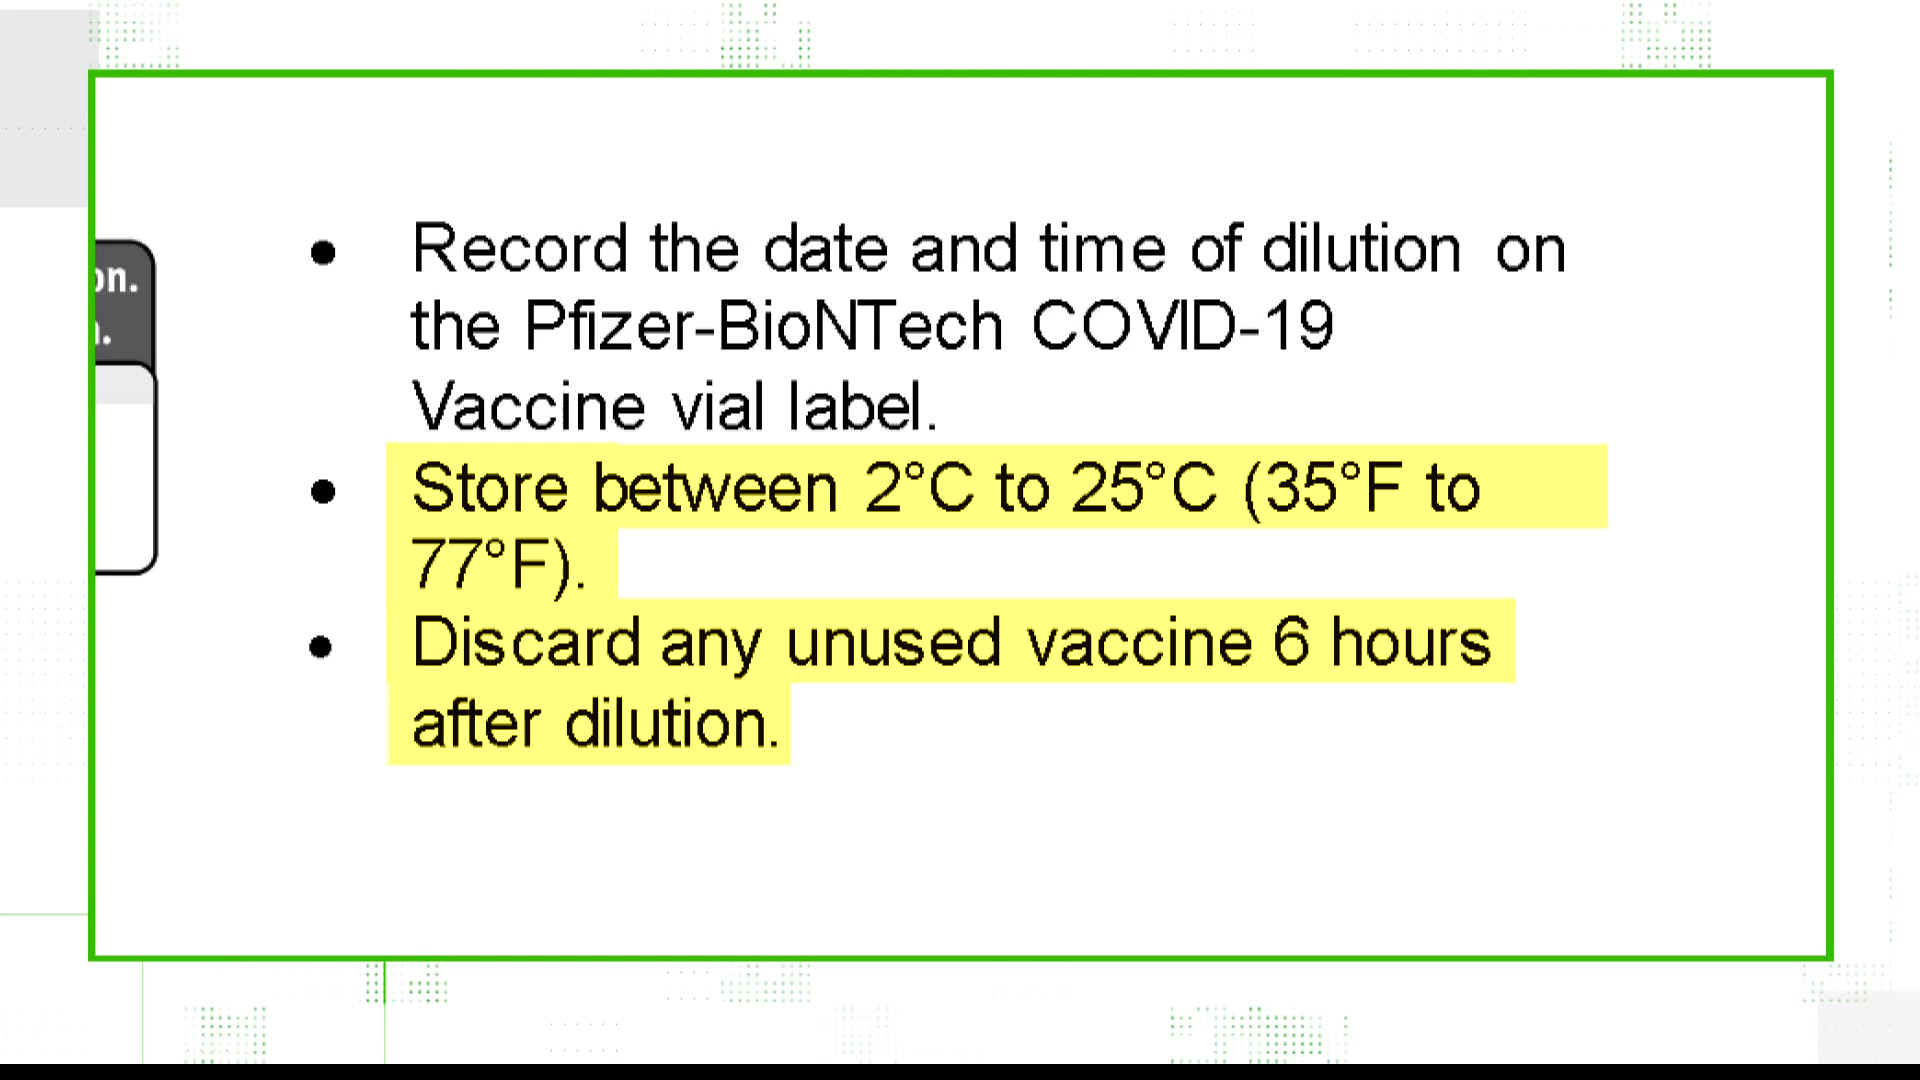 on.
n.
• Record the date and time of dilution on
the Pfizer-BioNTech COVID-19
Vaccine vial label.
• Store between 2°C to 25°C (35°F to
77°F).
• Discard any unused vaccine 6 hours
after dilution.